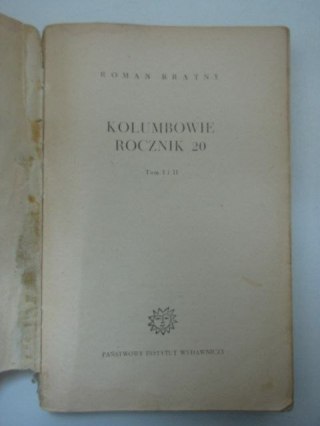 ROMAN BRATNY
KOLUMBOWIE
ROCZNIK 20
Tom I i II
PAŃSTWOWY INSTYTUT WYDAWNICZY